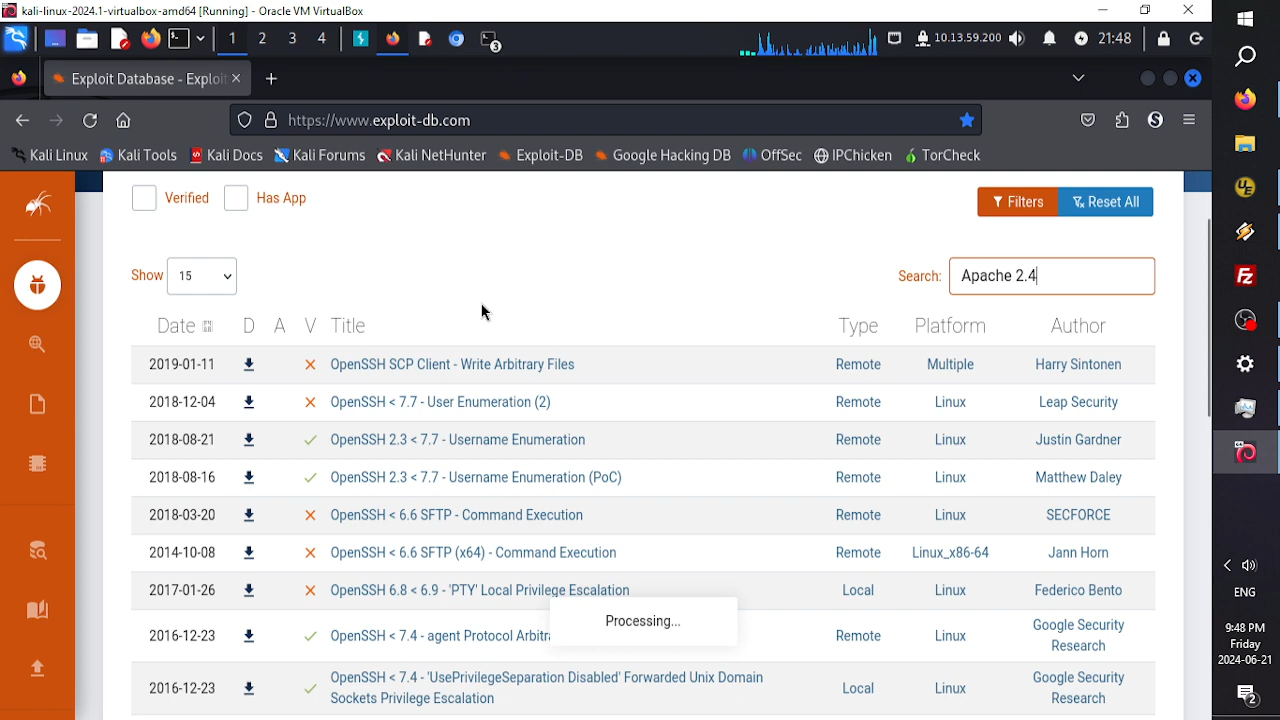 kali-linux-2024.1-virtualbox-amd64 [Running] - Oracle VM VirtualBox
1 2 3 4 3 10.13.59.200 21:48
Exploit Database - Exploit
https://www.exploit-db.com
Kali Linux Kali Tools Kali Docs Kali Forums Kali NetHunter Exploit-DB Google Hacking DB OffSec IPChicken TorCheck
Verified Has App Filters Reset All
Show 15 Search: Apache 2.4
Date D A V Title Type Platform Author
2019-01-11 OpenSSH SCP Client - Write Arbitrary Files Remote Multiple Harry Sintonen
2018-12-04 OpenSSH < 7.7 - User Enumeration (2) Remote Linux Leap Security
2018-08-21 OpenSSH 2.3 < 7.7 - Username Enumeration Remote Linux Justin Gardner
2018-08-16 OpenSSH 2.3 < 7.7 - Username Enumeration (PoC) Remote Linux Matthew Daley
2018-03-20 OpenSSH < 6.6 SFTP - Command Execution Remote Linux SECFORCE
2014-10-08 OpenSSH < 6.6 SFTP (x64) - Command Execution Remote Linux_x86-64 Jann Horn
2017-01-26 OpenSSH 6.8 < 6.9 - 'PTY' Local Privilege Escalation Local Linux Federico Bento
Processing...
2016-12-23 OpenSSH < 7.4 - agent Protocol Arbitra Remote Linux Google Security
Research
2016-12-23 OpenSSH < 7.4 - 'UsePrivilegeSeparation Disabled' Forwarded Unix Domain Local Linux Google Security
Sockets Privilege Escalation Research
UE
FZ
ENG
9:48 PM
Friday
2024-06-21
2